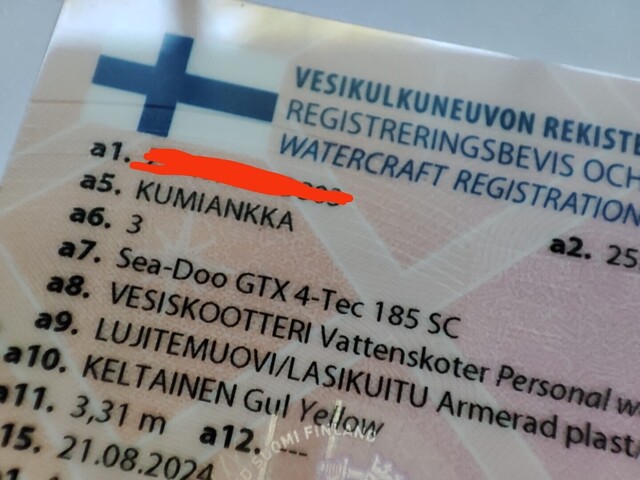 VESIKULKUNEUVON REKISTE
REGISTRERINGSBEVIS OCH
WATERCRAFT REGISTRATION
a1.
a5. KUMIANKKA
a6. 3
a2. 25
a7. Sea-Doo GTX 4-Tec 185 SC
a8. VESISKOOTTERI Vattenskoter Personal w
a9. LUJITEMUOVI/LASIKUITU Armerad plast/
a10. KELTAINEN Gul Yellow
a11. 3,31 m a12. ---
15. 21.08.2024
SUOMI FINLAND